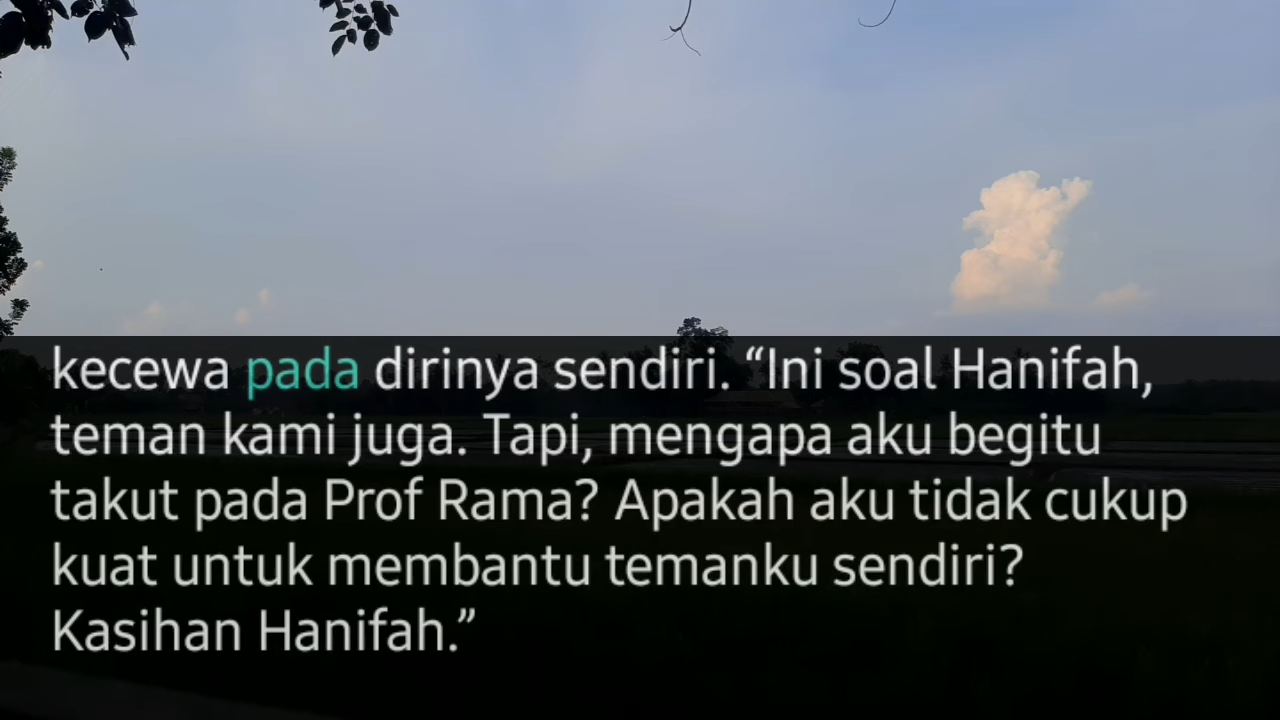 kecewa pada dirinya sendiri. “Ini soal Hanifah,
teman kami juga. Tapi, mengapa aku begitu
takut pada Prof Rama? Apakah aku tidak cukup
kuat untuk membantu temanku sendiri?
Kasihan Hanifah.”